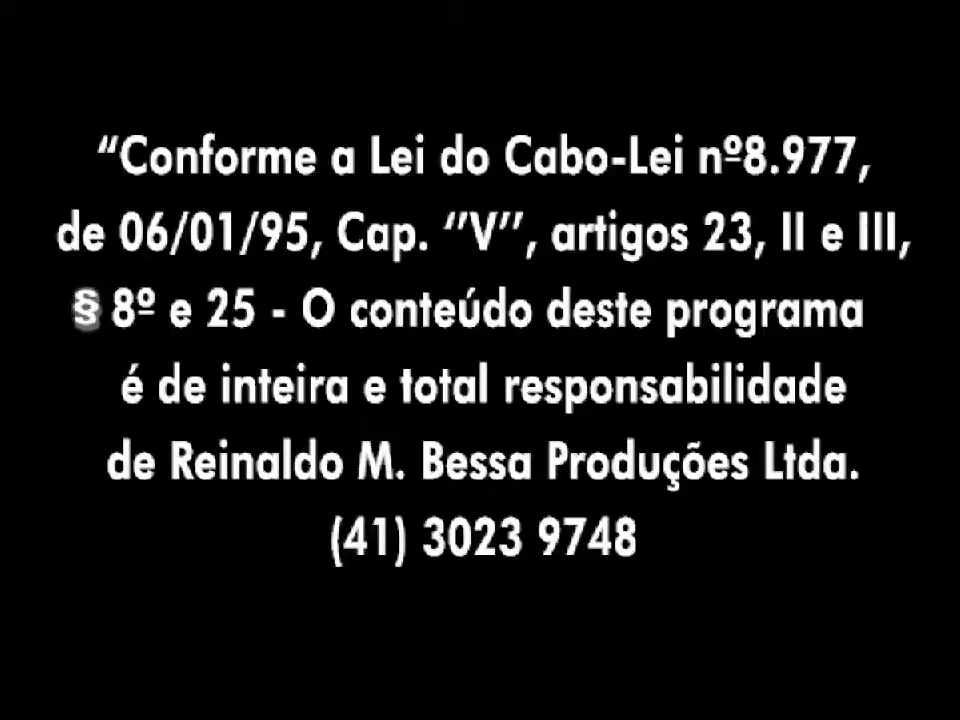 “Conforme a Lei do Cabo-Lei nº8.977,
de 06/01/95, Cap. ‘‘V’’, artigos 23, II e III,
§ 8º e 25 - O conteúdo deste programa
é de inteira e total responsabilidade
de Reinaldo M. Bessa Produções Ltda.
(41) 3023 9748